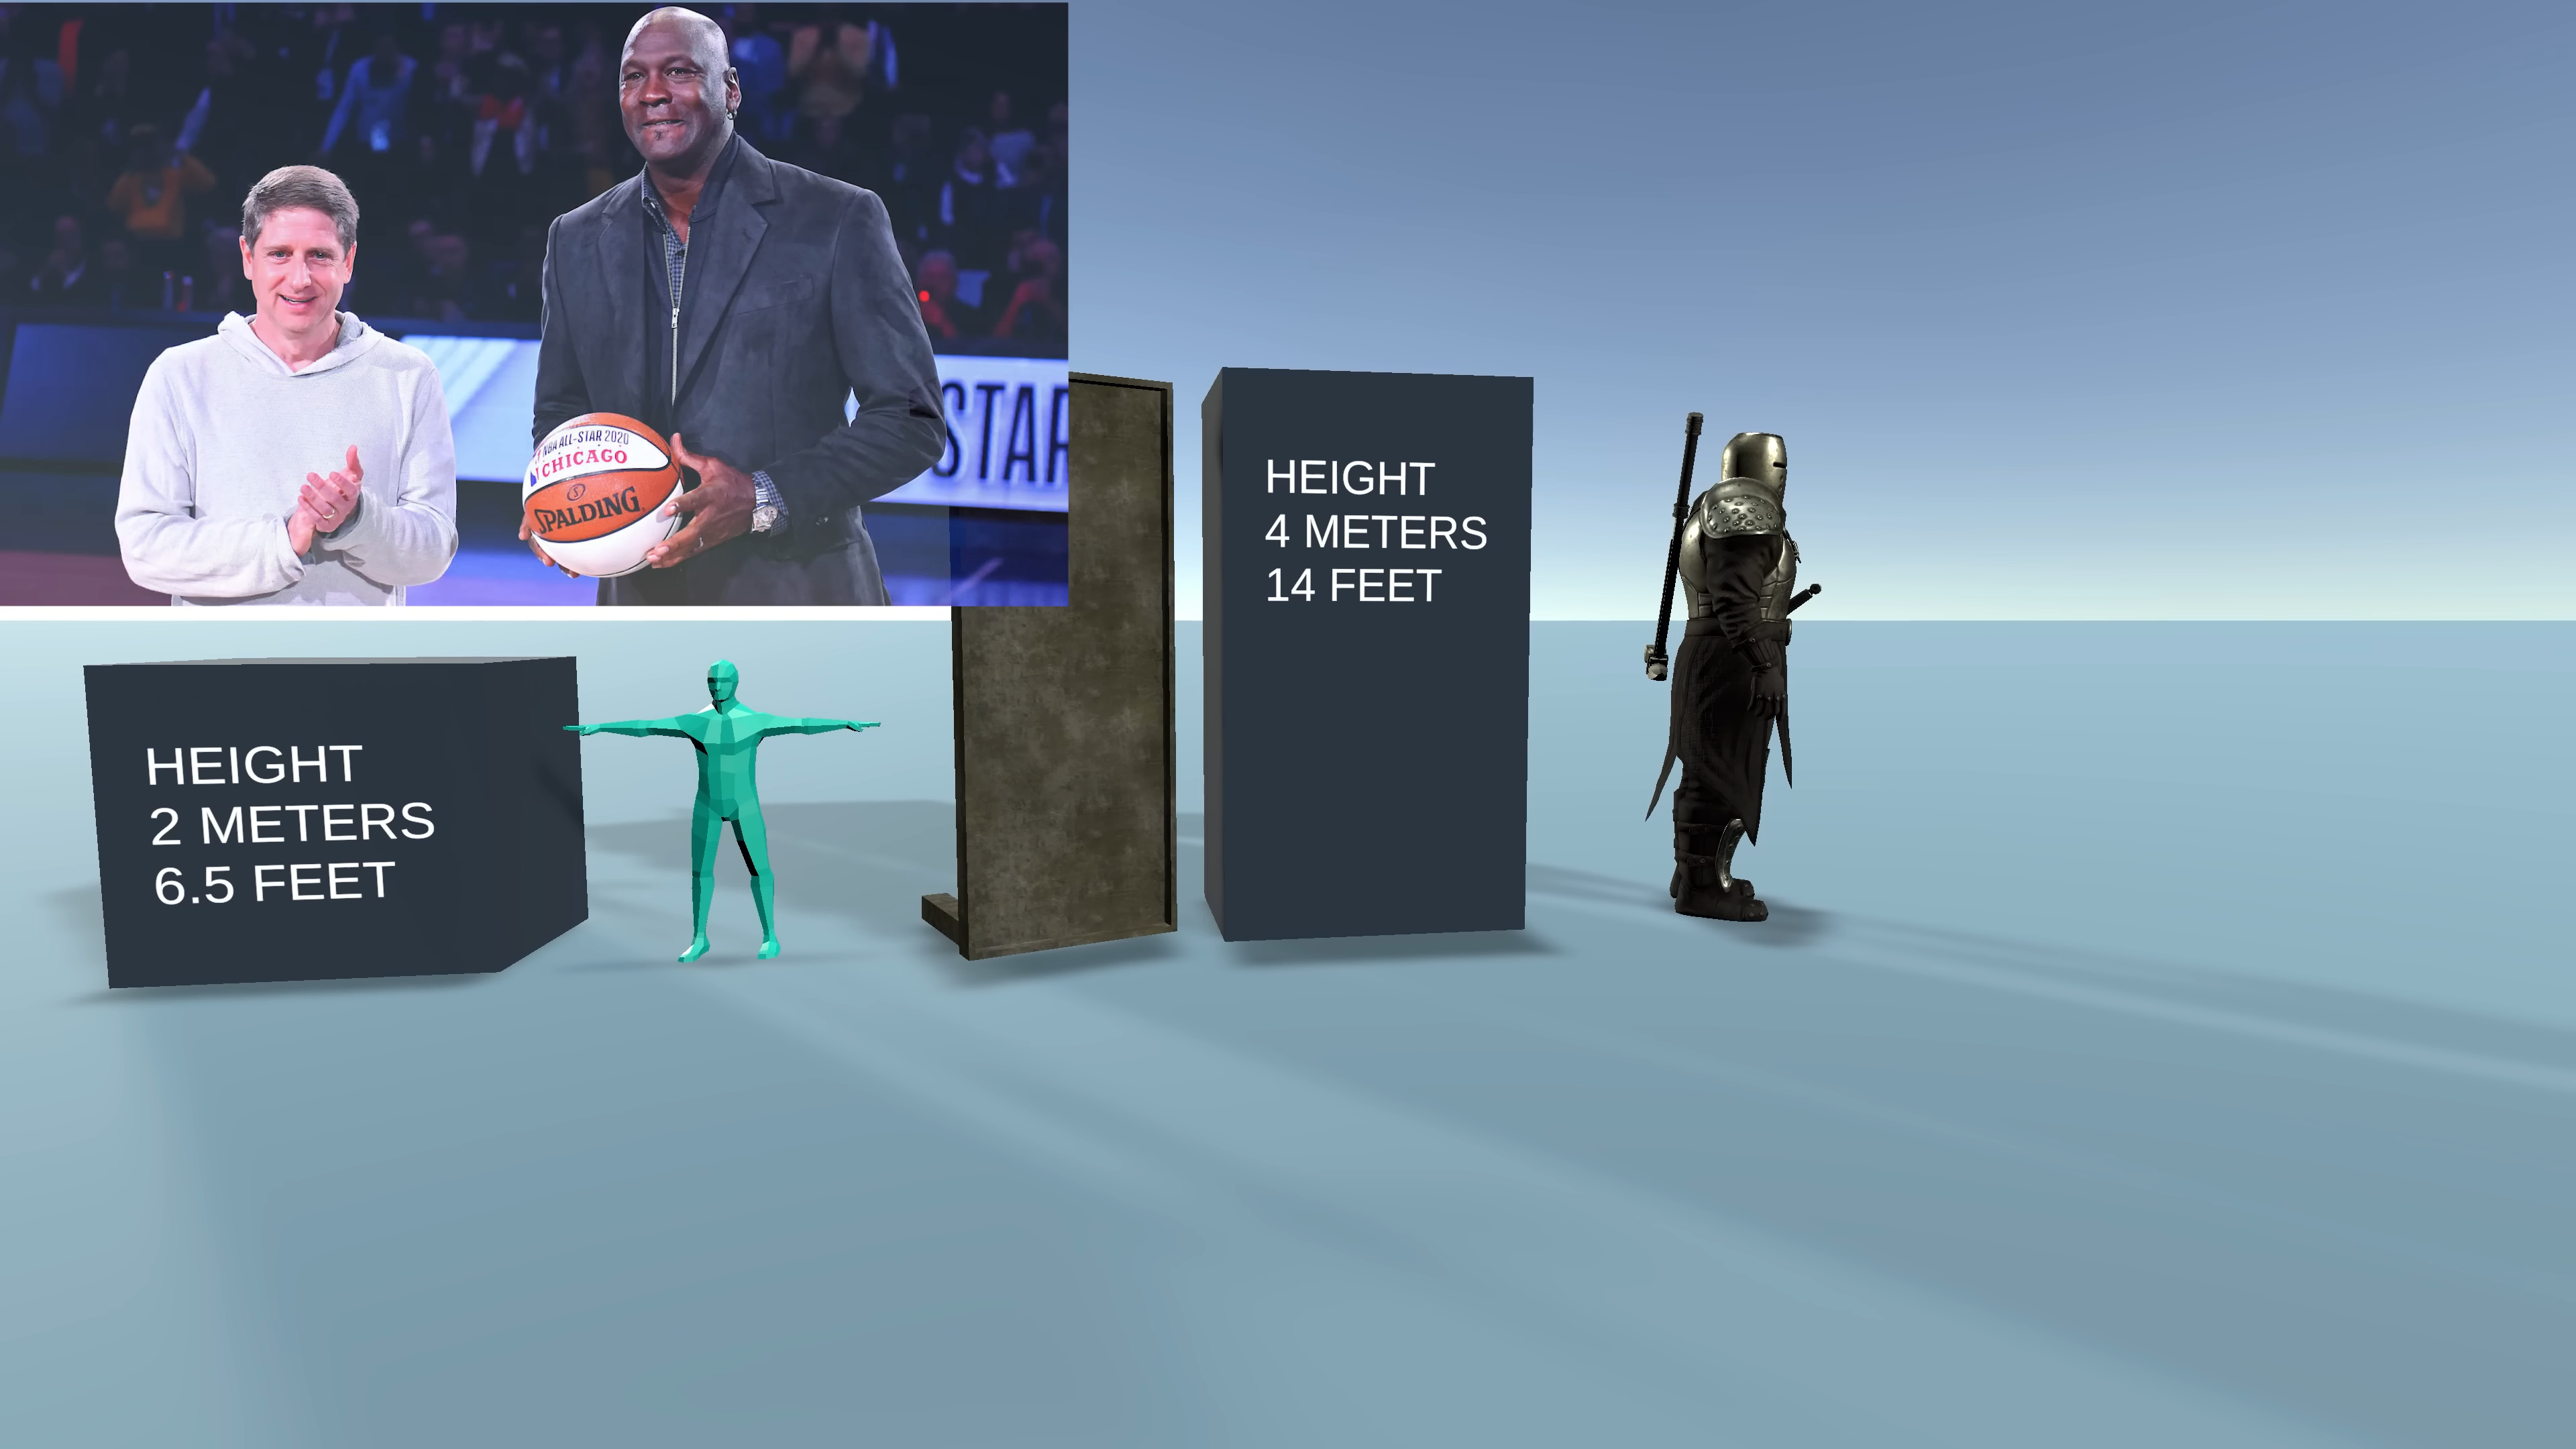 NBA ALL-STAR 2020
CHICAGO
SPALDING
STAR
HEIGHT
4 METERS
14 FEET
HEIGHT
2 METERS
6.5 FEET